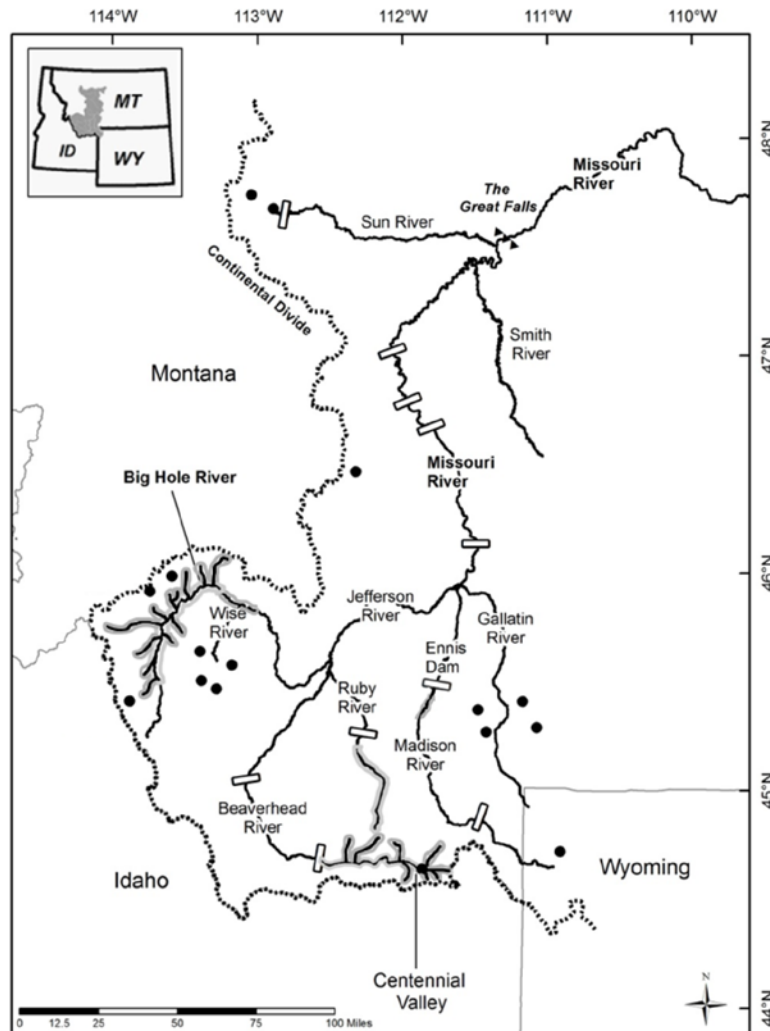 114°W 113°W 112°W 111°W 110°W
MT
ID
WY
48°N
Missouri
River
The
Great Falls
Sun River
Continental Divide
47°N
Smith
River
Montana
Missouri
River
Big Hole River
46°N
Jefferson
River
Gallatin
River
Wise
River
Ennis
Dam
Ruby
River
Madison
River
45°N
Beaverhead
River
Idaho
Wyoming
Centennial
Valley
N
44°N
0 12.5 25 50 75 100 Miles